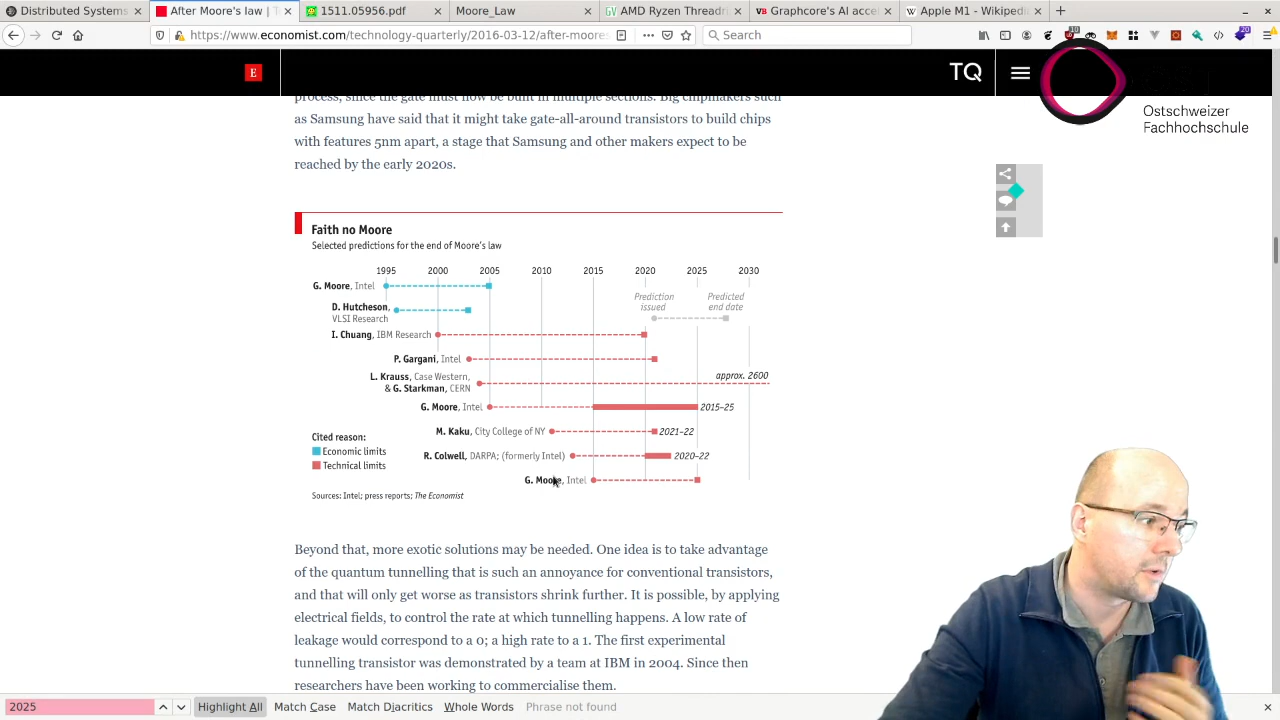 Distributed Systems
After Moore's law | T
1511.05956.pdf
Moore_Law
AMD Ryzen Threadri
Graphcore's AI accel
Apple M1 - Wikipedia
https://www.economist.com/technology-quarterly/2016-03-12/after-moores
Search
10
20
E
TQ
Ostschweizer
Fachhochschule
process, since the gate must now be built in multiple sections. Big chipmakers such
as Samsung have said that it might take gate-all-around transistors to build chips
with features 5nm apart, a stage that Samsung and other makers expect to be
reached by the early 2020s.
Faith no Moore
Selected predictions for the end of Moore's law
1995 2000 2005 2010 2015 2020 2025 2030
G. Moore, Intel
Prediction issued
Predicted end date
D. Hutcheson,
VLSI Research
I. Chuang, IBM Research
P. Gargani, Intel
L. Krauss, Case Western,
& G. Starkman, CERN
approx. 2600
G. Moore, Intel
2015-25
M. Kaku, City College of NY
2021-22
R. Colwell, DARPA; (formerly Intel)
2020-22
G. Moore, Intel
Cited reason:
Economic limits
Technical limits
Sources: Intel; press reports; The Economist
Beyond that, more exotic solutions may be needed. One idea is to take advantage
of the quantum tunnelling that is such an annoyance for conventional transistors,
and that will only get worse as transistors shrink further. It is possible, by applying
electrical fields, to control the rate at which tunnelling happens. A low rate of
leakage would correspond to a 0; a high rate to a 1. The first experimental
tunnelling transistor was demonstrated by a team at IBM in 2004. Since then
researchers have been working to commercialise them.
2025
Highlight All
Match Case
Match Diacritics
Whole Words
Phrase not found